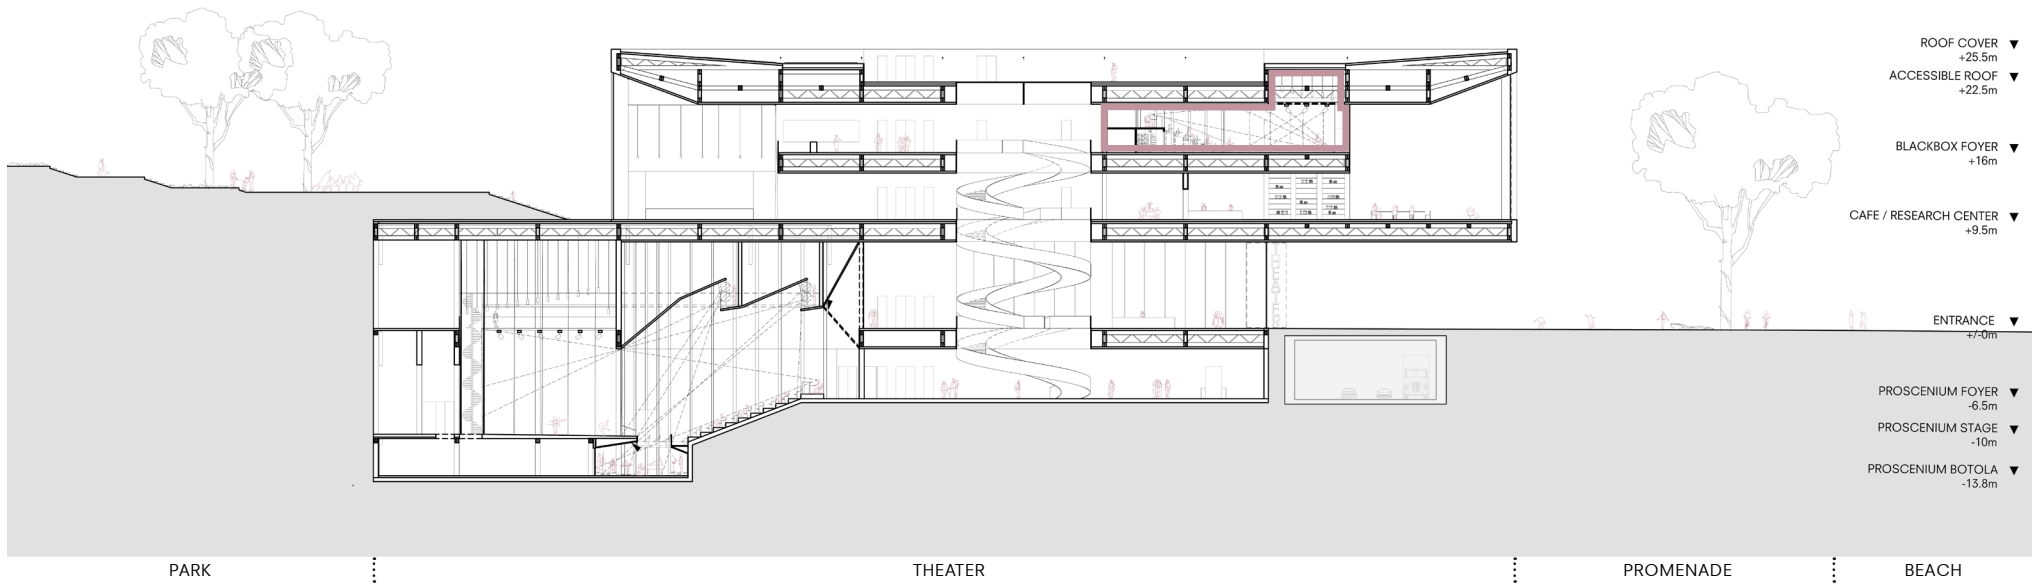 ROOF COVER
+25.5m
ACCESSIBLE ROOF
+22.5m
BLACKBOX FOYER
+16m
CAFE / RESEARCH CENTER
+9.5m
ENTRANCE
+/-0m
PROSCENIUM FOYER
-6.5m
PROSCENIUM STAGE
-10m
PROSCENIUM BOTOLA
-13.8m
PARK
THEATER
PROMENADE
BEACH